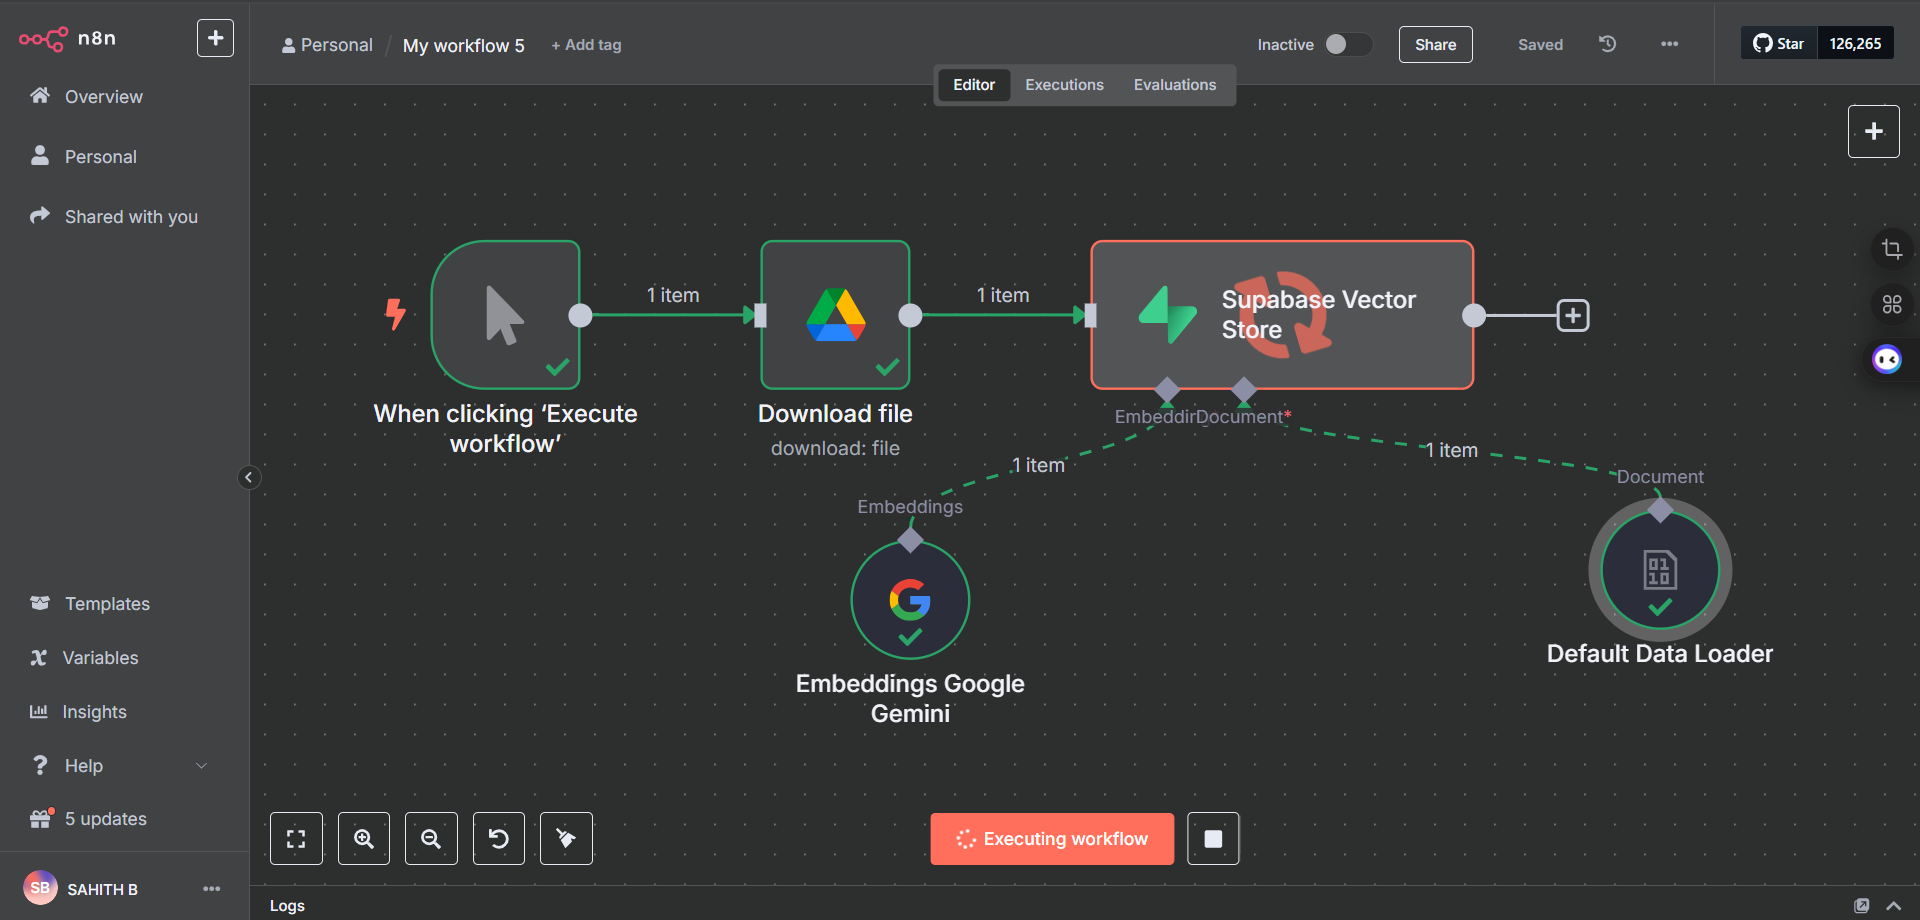 n8n
Overview
Personal
Shared with you
Templates
Variables
Insights
Help
5 updates
SB
SAHITH B
Personal / My workflow 5 + Add tag
Inactive
Share
Saved
Star 126,265
Editor Executions Evaluations
1 item
1 item
Supabase Vector
Store
When clicking ‘Execute
workflow’
Download file
download: file
EmbeddirDocument*
1 item
1 item
Embeddings
Document
01
10
Embeddings Google
Gemini
Default Data Loader
Executing workflow
Logs